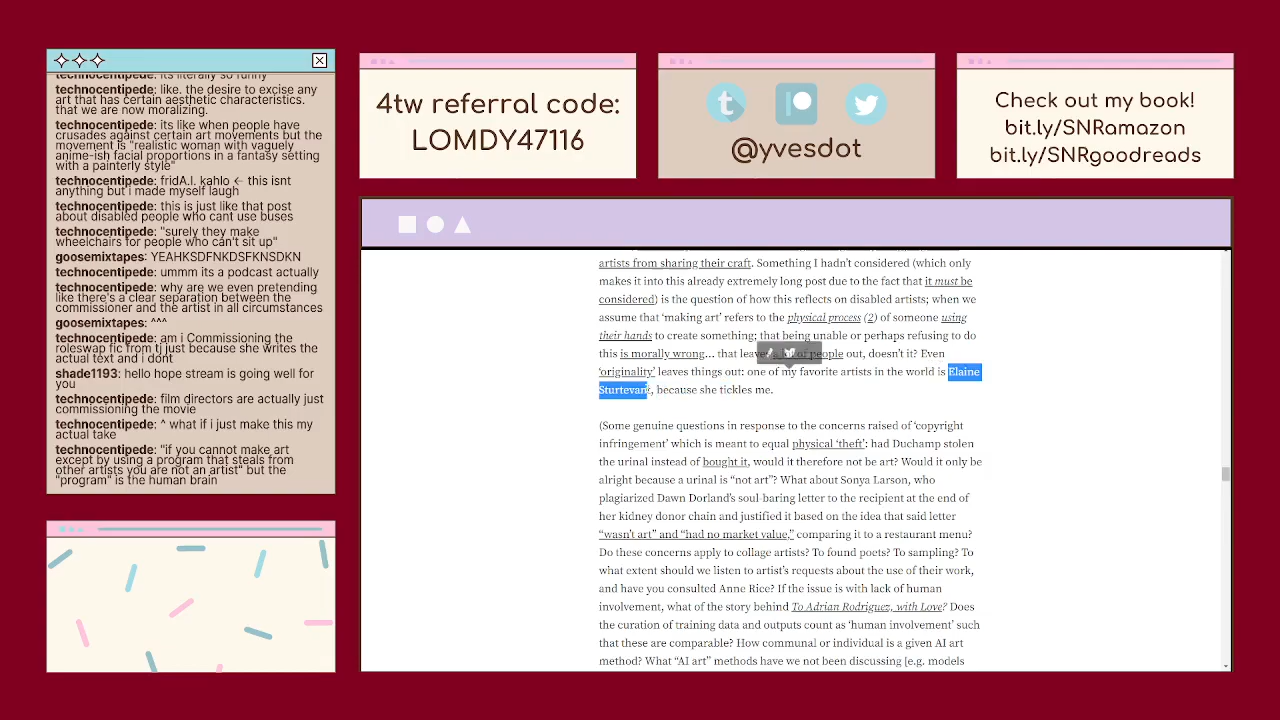 technocentipede: its literally so funny
technocentipede: like. the desire to excise any
art that has certain aesthetic characteristics.
that we are now moralizing.
technocentipede: its like when people have
crusades against certain art movements but the
movement is "realistic woman with vaguely
anime-ish facial proportions in a fantasy setting
with a painterly style"
technocentipede: fridA.I. kahlo <- this isnt
anything but i made myself laugh
technocentipede: this is just like that post
about disabled people who cant use buses
technocentipede: "surely they make
wheelchairs for people who can't sit up"
goosemixtapes: YEAHKSDFNKDSFKNSDKN
technocentipede: ummm its a podcast actually
technocentipede: why are we even pretending
like there's a clear separation between the
commissioner and the artist in all circumstances
goosemixtapes: ^^^
technocentipede: am i Commissioning the
roleswap fic from tj just because she writes the
actual text and i dont
shade1193: hello hope stream is going well for
you
technocentipede: film directors are actually just
commissioning the movie
technocentipede: ^ what if i just make this my
actual take
technocentipede: "if you cannot make art
except by using a program that steals from
other artists you are not an artist" but the
"program" is the human brain
4tw referral code:
LOMDY47116
@yvesdot
Check out my book!
bit.ly/SNRamazon
bit.ly/SNRgoodreads
artists from sharing their craft. Something I hadn't considered (which only
makes it into this already extremely long post due to the fact that it must be
considered) is the question of how this reflects on disabled artists; when we
assume that 'making art' refers to the physical process (2) of someone using
their hands to create something; that being unable or perhaps refusing to do
this is morally wrong... that leaves a lot of people out, doesn't it? Even
'originality' leaves things out: one of my favorite artists in the world is Elaine
Sturtevant, because she tickles me.
(Some genuine questions in response to the concerns raised of 'copyright
infringement' which is meant to equal physical 'theft': had Duchamp stolen
the urinal instead of bought it, would it therefore not be art? Would it only be
alright because a urinal is "not art"? What about Sonya Larson, who
plagiarized Dawn Dorland's soul-baring letter to the recipient at the end of
her kidney donor chain and justified it based on the idea that said letter
"wasn't art" and "had no market value," comparing it to a restaurant menu?
Do these concerns apply to collage artists? To found poets? To sampling? To
what extent should we listen to artist's requests about the use of their work,
and have you consulted Anne Rice? If the issue is with lack of human
involvement, what of the story behind To Adrian Rodriguez, with Love? Does
the curation of training data and outputs count as 'human involvement' such
that these are comparable? How communal or individual is a given AI art
method? What "AI art" methods have we not been discussing [e.g. models